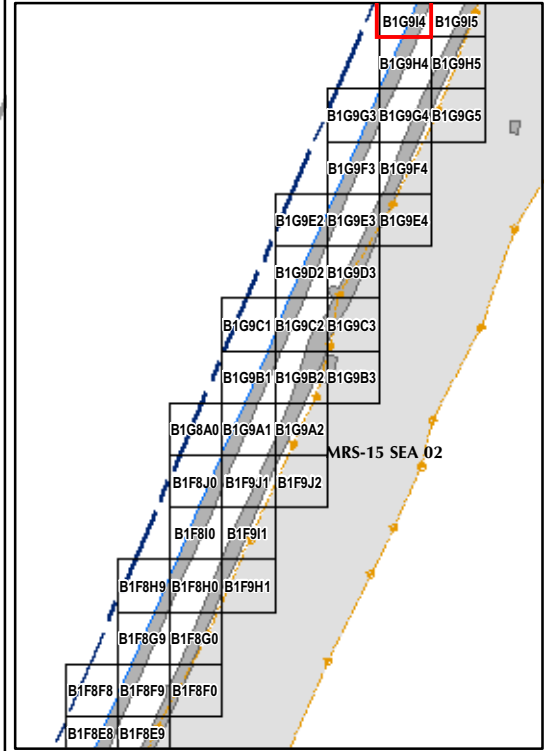 B1G9I4 B1G9I5
B1G9H4 B1G9H5
B1G9G3 B1G9G4 B1G9G5
B1G9F3 B1G9F4
B1G9E2 B1G9E3 B1G9E4
B1G9D2 B1G9D3
B1G9C1 B1G9C2 B1G9C3
B1G9B1 B1G9B2 B1G9B3
B1G8A0 B1G9A1 B1G9A2
MRS-15 SEA 02
B1F8J0 B1F9J1 B1F9J2
B1F8I0 B1F9I1
B1F8H9 B1F8H0 B1F9H1
B1F8G9 B1F8G0
B1F8F8 B1F8F9 B1F8F0
B1F8E8 B1F8E9